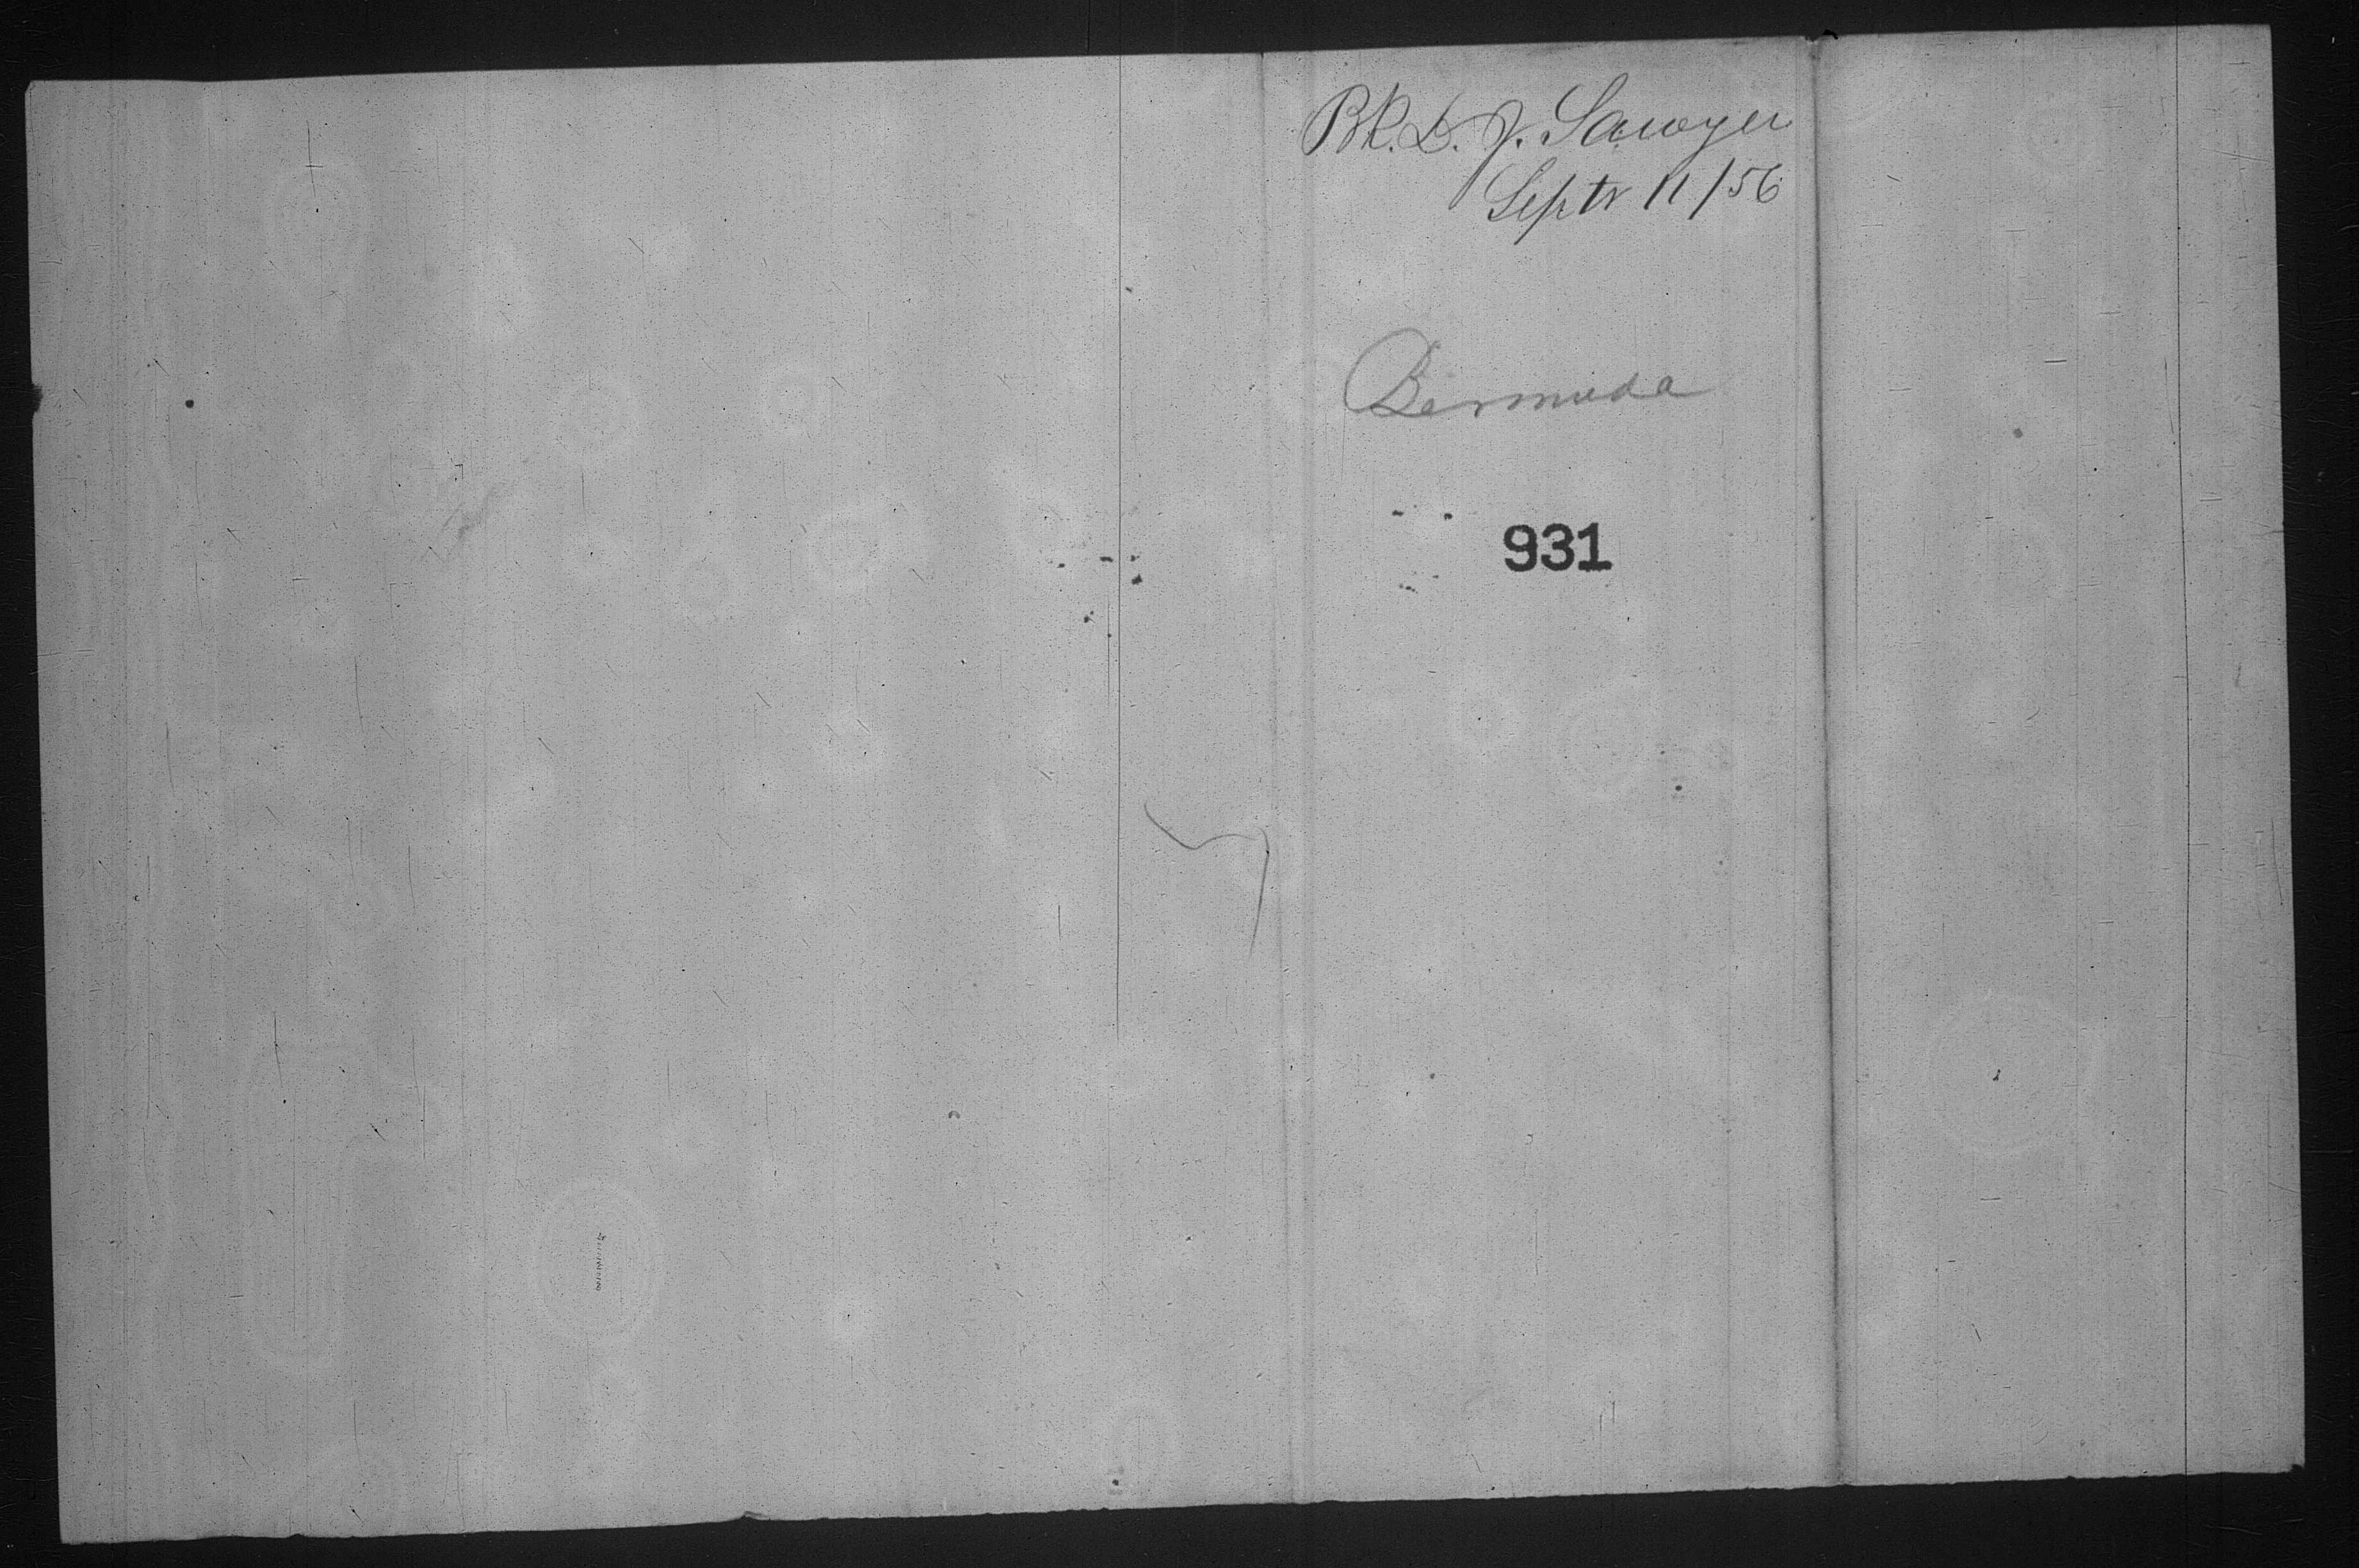 Bk. D. J. Sawyer
Septr 11/56
Bermuda
931